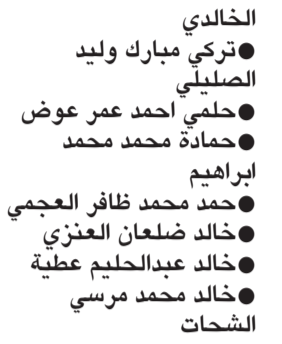 الخالدي
●تركي مبارك وليد
الصليلي
●حلمي احمد عمر عوض
●حمادة محمد محمد
ابراهيم
●حمد محمد ظافر العجمي
●خالد ضلعان العنزي
●خالد عبدالحليم عطية
●خالد محمد مرسي
الشحات